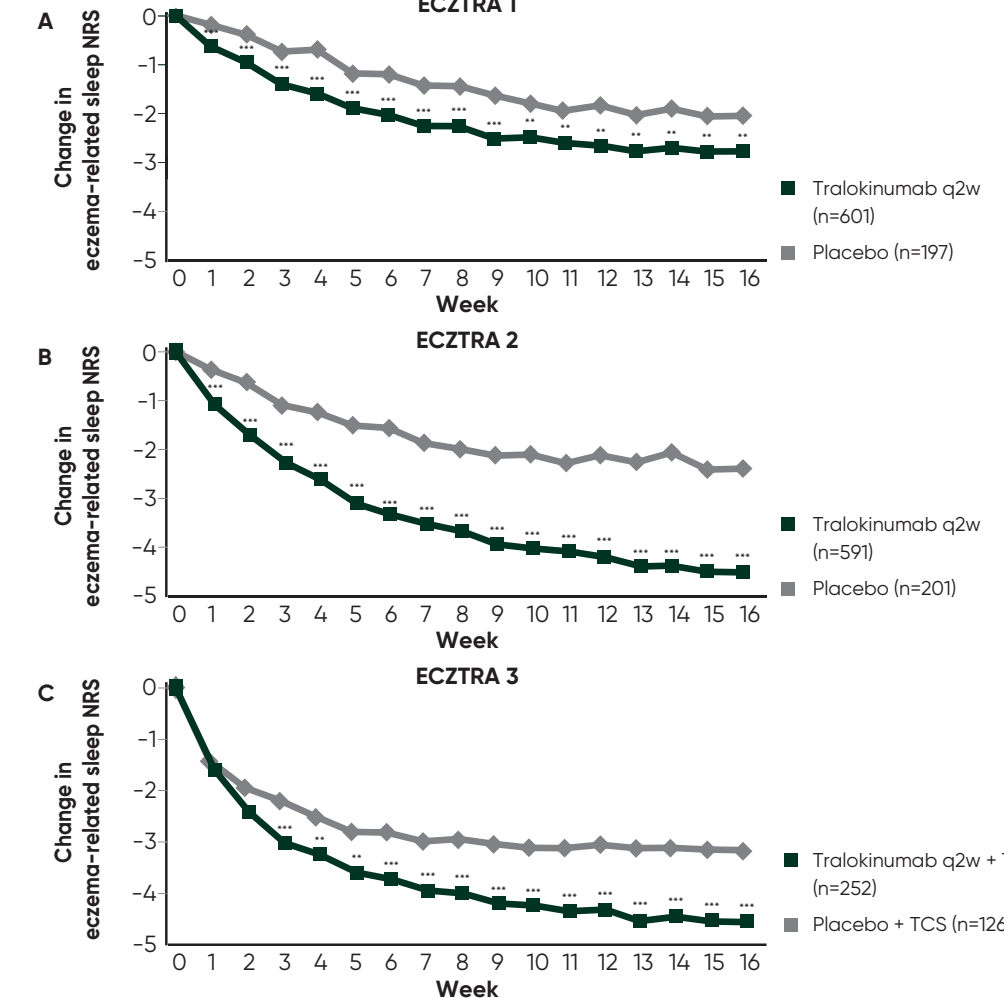 ECZTRA 1
A
Change in
eczema-related sleep NRS
0
-1
-2
-3
-4
-5
*** *** *** *** *** *** *** *** *** ** ** ** ** ** ** **
0 1 2 3 4 5 6 7 8 9 10 11 12 13 14 15 16
Week
Tralokinumab q2w
(n=601)
Placebo (n=197)
ECZTRA 2
B
Change in
eczema-related sleep NRS
0
-1
-2
-3
-4
-5
*** *** *** *** *** *** *** *** *** *** *** *** *** *** *** ***
0 1 2 3 4 5 6 7 8 9 10 11 12 13 14 15 16
Week
Tralokinumab q2w
(n=591)
Placebo (n=201)
ECZTRA 3
C
Change in
eczema-related sleep NRS
0
-1
-2
-3
-4
-5
*** ** ** *** *** *** *** *** *** *** *** *** *** ***
0 1 2 3 4 5 6 7 8 9 10 11 12 13 14 15 16
Week
Tralokinumab q2w +
(n=252)
Placebo + TCS (n=126